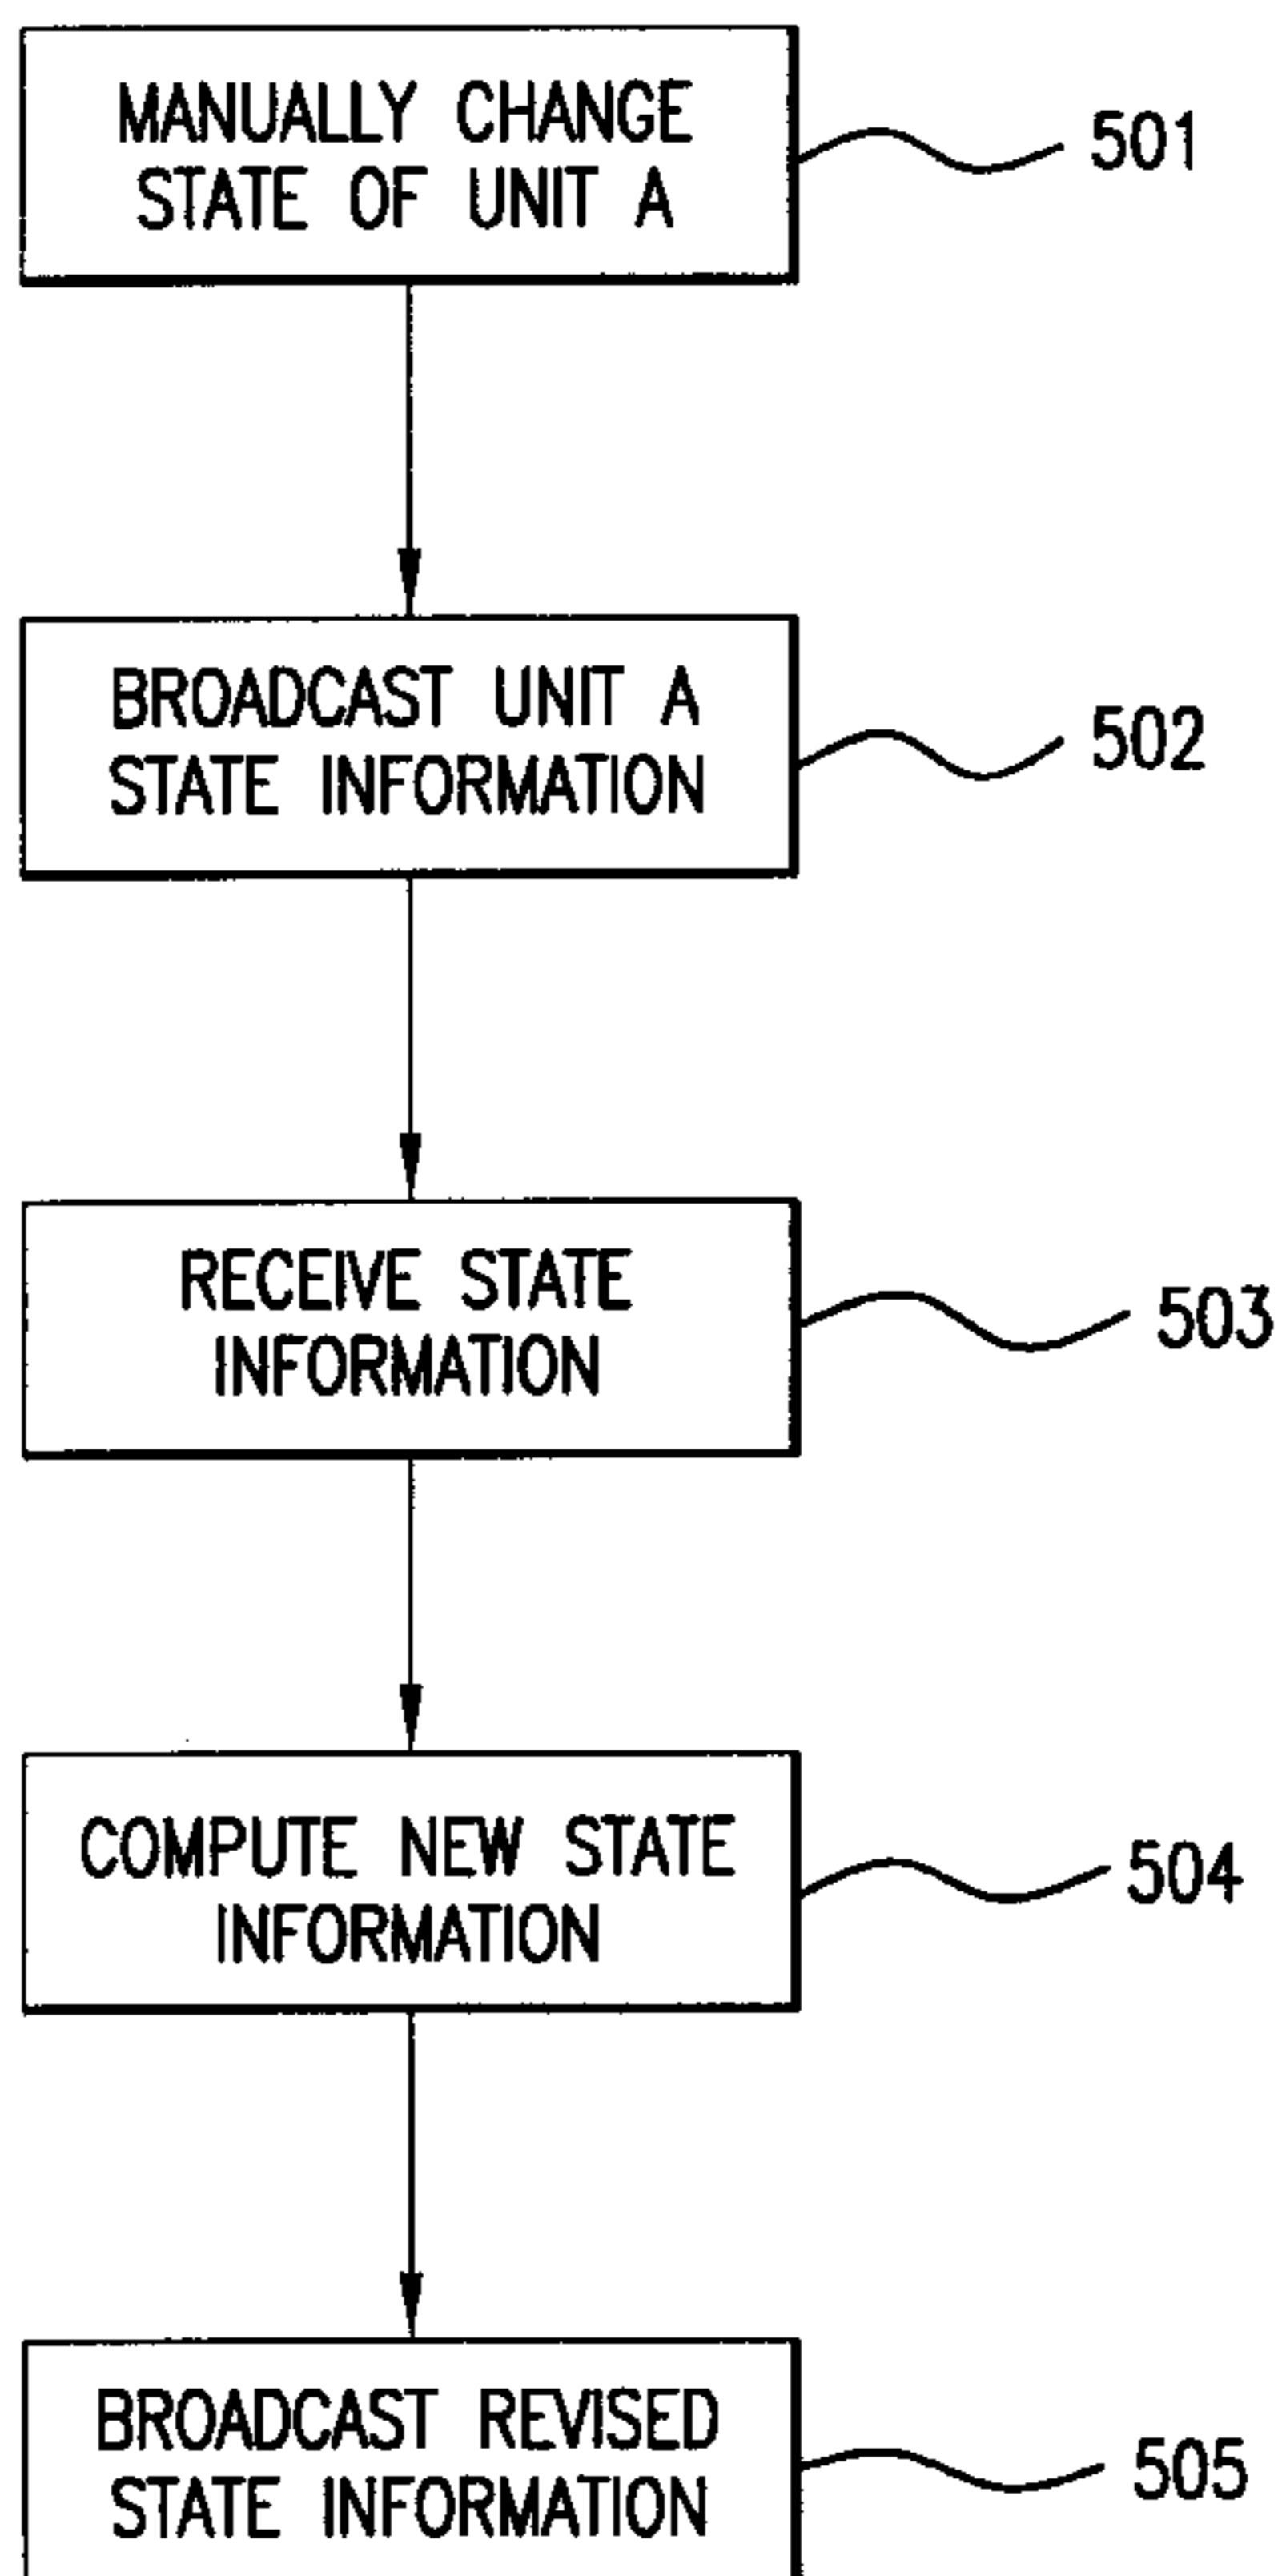 MANUALLY CHANGE
STATE OF UNIT A
501
BROADCAST UNIT A
STATE INFORMATION
502
RECEIVE STATE
INFORMATION
503
COMPUTE NEW STATE
INFORMATION
504
BROADCAST REVISED
STATE INFORMATION
505